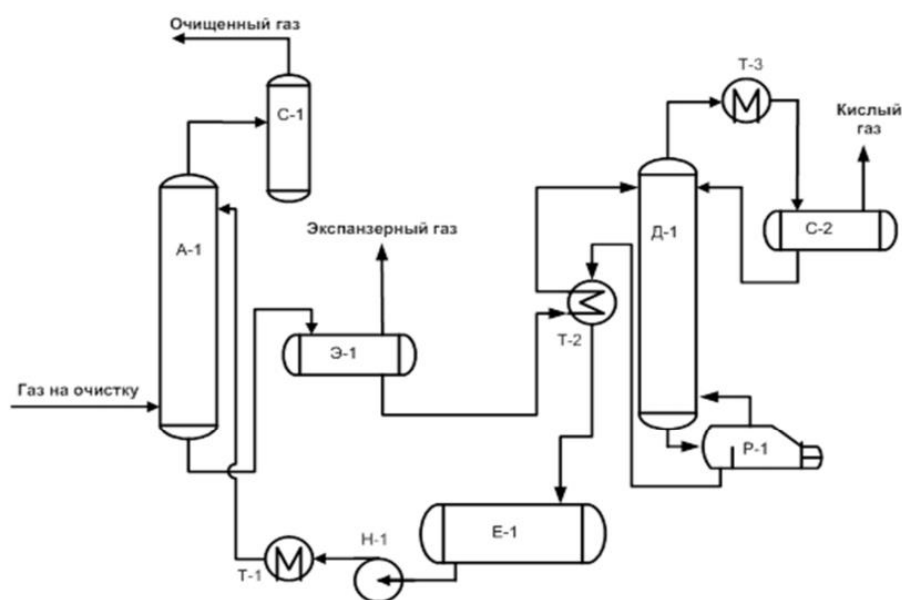 Очищенный газ
С-1
Т-3
Кислый
газ
А-1
Экспанзерный газ
Д-1
С-2
Э-1
Т-2
Газ на очистку
Р-1
Е-1
Н-1
Т-1